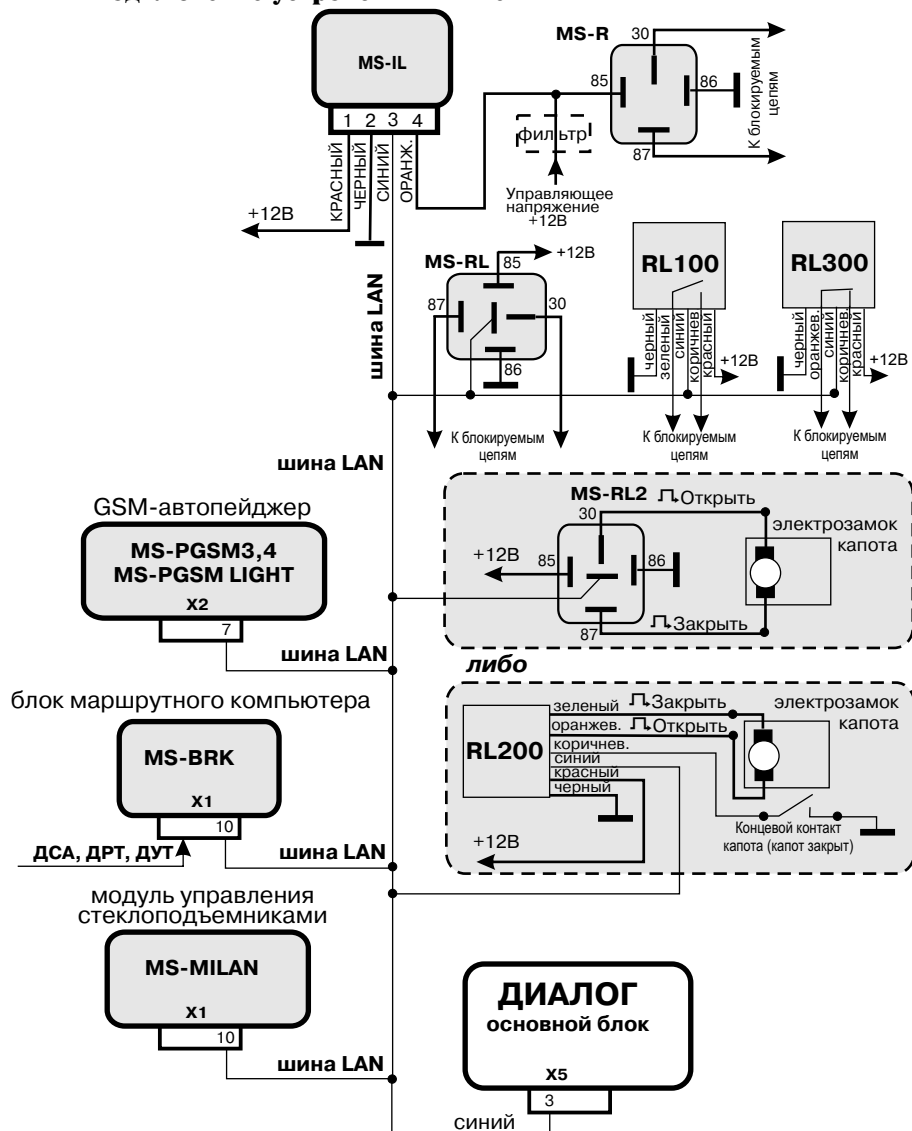 MS-IL
1 2 3 4
КРАСНЫЙ
ЧЕРНЫЙ
СИНИЙ
ОРАНЖ.
+12В
MS-R
30
85
86
87
К блокируемым
цепям
фильтр
Управляющее
напряжение
+12В
шина LAN
MS-RL
85
+12В
87
30
86
К блокируемым
цепям
RL100
черный
зеленый
синий
коричнев.
красный
+12В
К блокируемым
цепям
RL300
черный
оранжев.
синий
коричнев.
красный
+12В
К блокируемым
цепям
шина LAN
GSM-автопейджер
MS-PGSM3,4
MS-PGSM LIGHT
X2
7
шина LAN
MS-RL2
Открыть
30
+12В
85
86
87
Закрыть
электрозамок
капота
либо
блок маршрутного компьютера
MS-BRK
X1
10
ДСА, ДРТ, ДУТ
шина LAN
RL200
зеленый
Закрыть
оранжев.
Открыть
коричнев.
синий
красный
черный
+12В
электрозамок
капота
Концевой контакт
капота (капот закрыт)
модуль управления
стеклоподъемниками
MS-MILAN
X1
10
шина LAN
ДИАЛОГ
основной блок
X5
3
синий